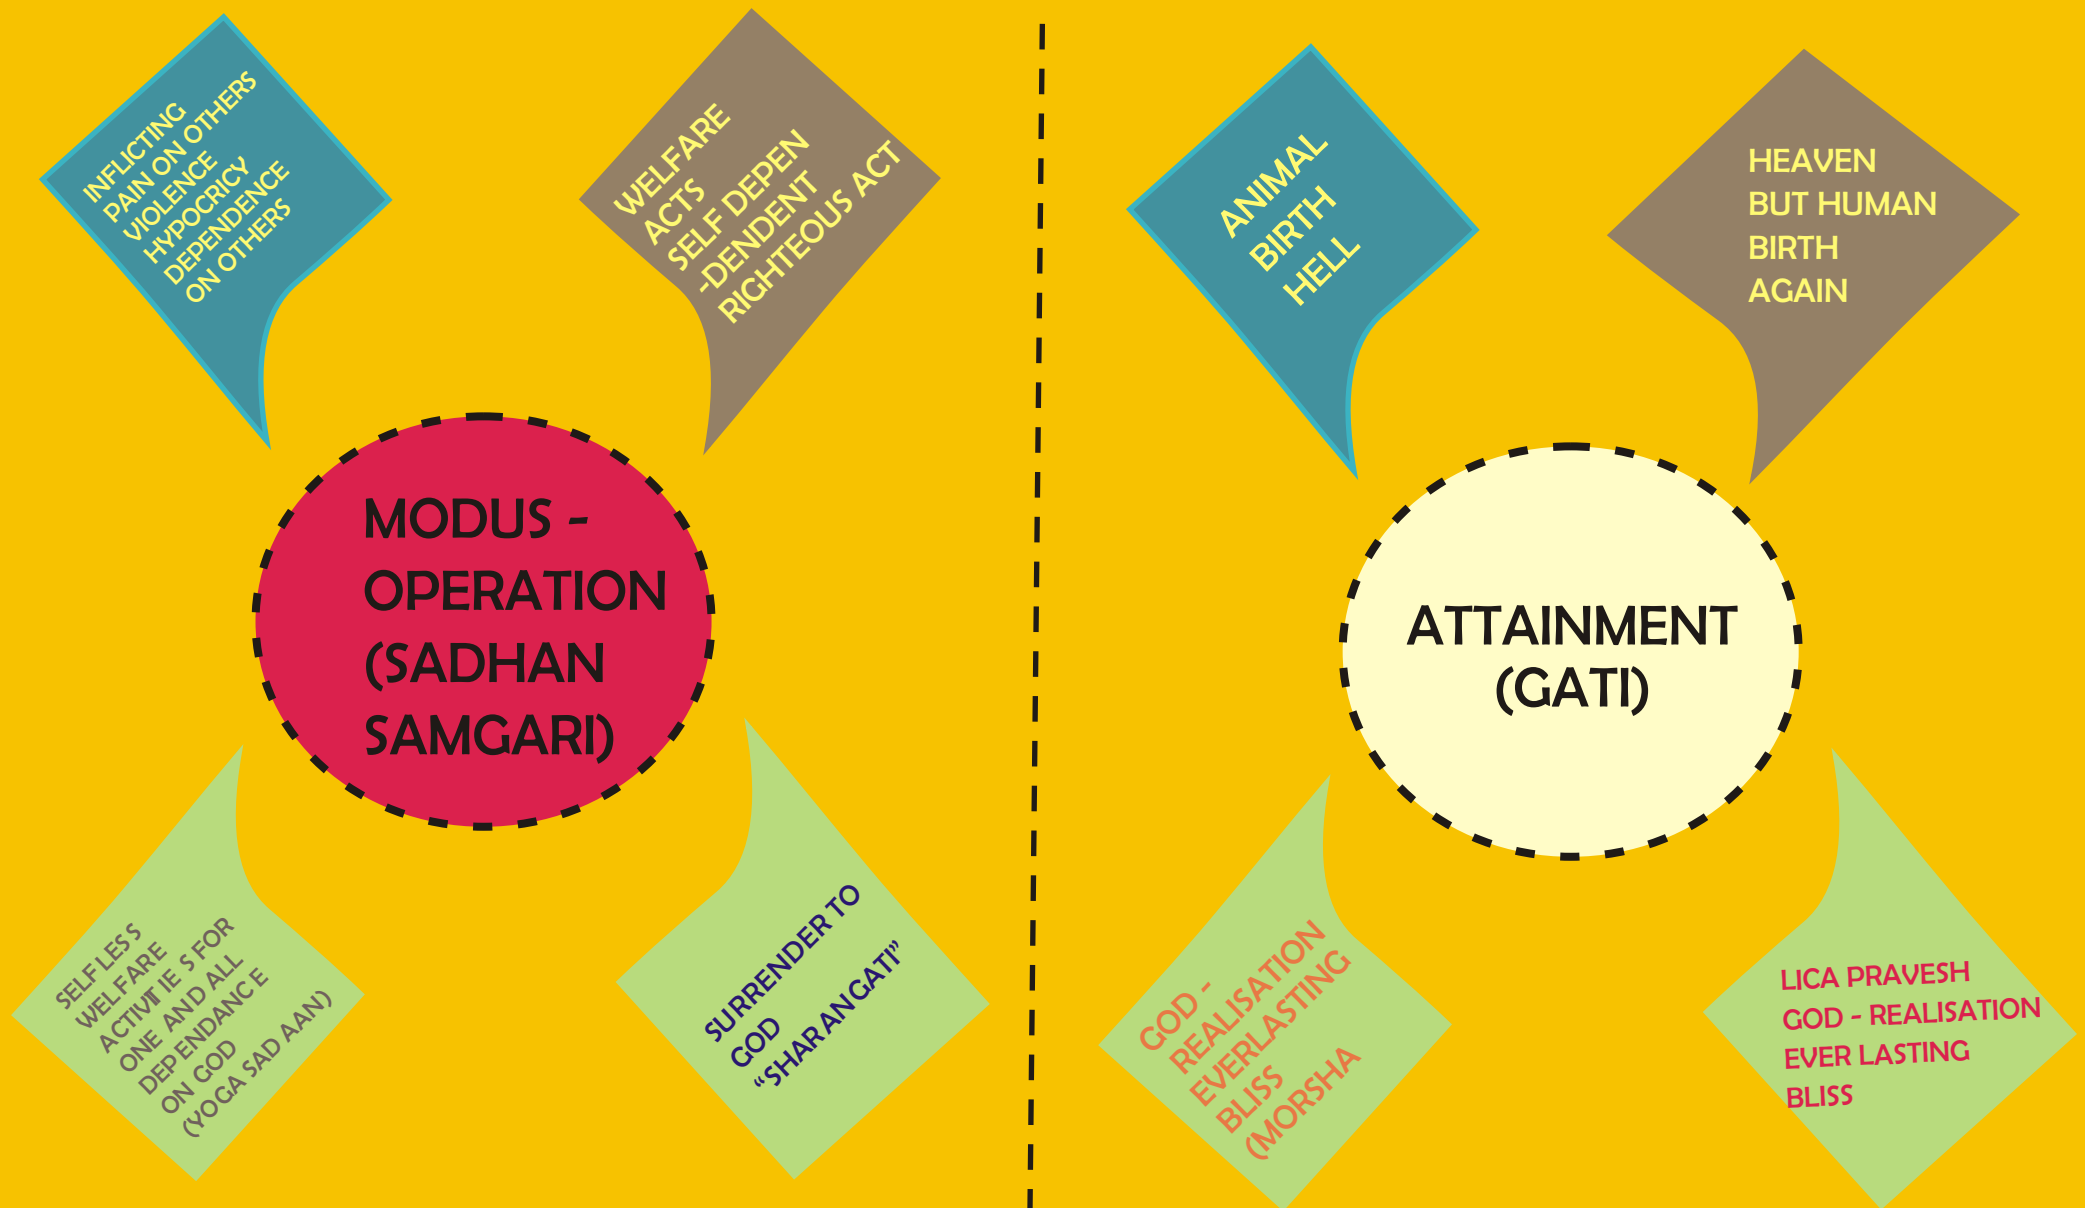 INFLICTING
PAIN ON OTHERS
VIOLENCE
HYPOCRICY
DEPENDENCE
ON OTHERS
WELFARE
ACTS
SELF DEPEN
-DENDENT
RIGHTEOUS ACT
MODUS -
OPERATION
(SADHAN
SAMGARI)
SELFLESS
WELFARE
ACTIVITIES FOR
ONE AND ALL
DEPENDANCE
ON GOD
(YOGA SAD AAN)
SURRENDER TO
GOD
“SHARANGATI”
ANIMAL
BIRTH
HELL
HEAVEN
BUT HUMAN
BIRTH
AGAIN
ATTAINMENT
(GATI)
GOD -
REALISATION
EVERLASTING
BLISS
(MORSHA
LICA PRAVESH
GOD - REALISATION
EVER LASTING
BLISS